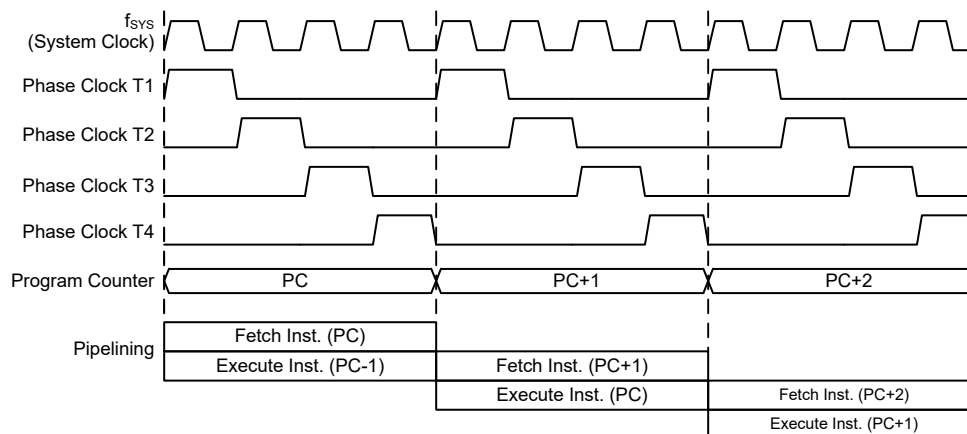 fSYS
(System Clock)
Phase Clock T1
Phase Clock T2
Phase Clock T3
Phase Clock T4
Program Counter PC PC+1 PC+2
Pipelining
Fetch Inst. (PC)
Execute Inst. (PC-1) Fetch Inst. (PC+1)
Execute Inst. (PC) Fetch Inst. (PC+2)
Execute Inst. (PC+1)